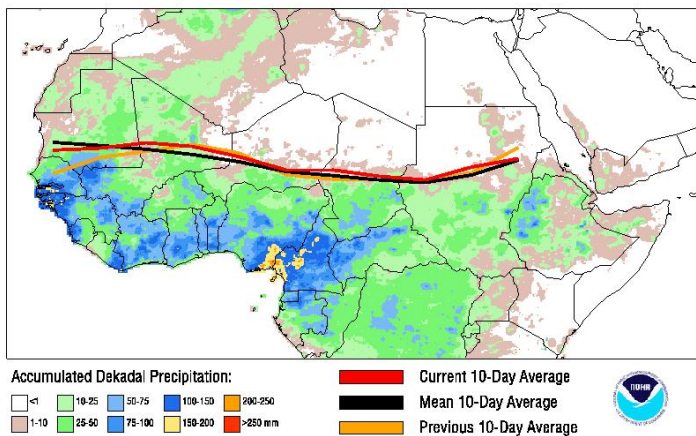 Accumulated Dekadal Precipitation:
<1
10-25
50-75
100-150
200-250
1-10
25-50
75-100
150-200
>250 mm
Current 10-Day Average
Mean 10-Day Average
Previous 10-Day Average
NOAA